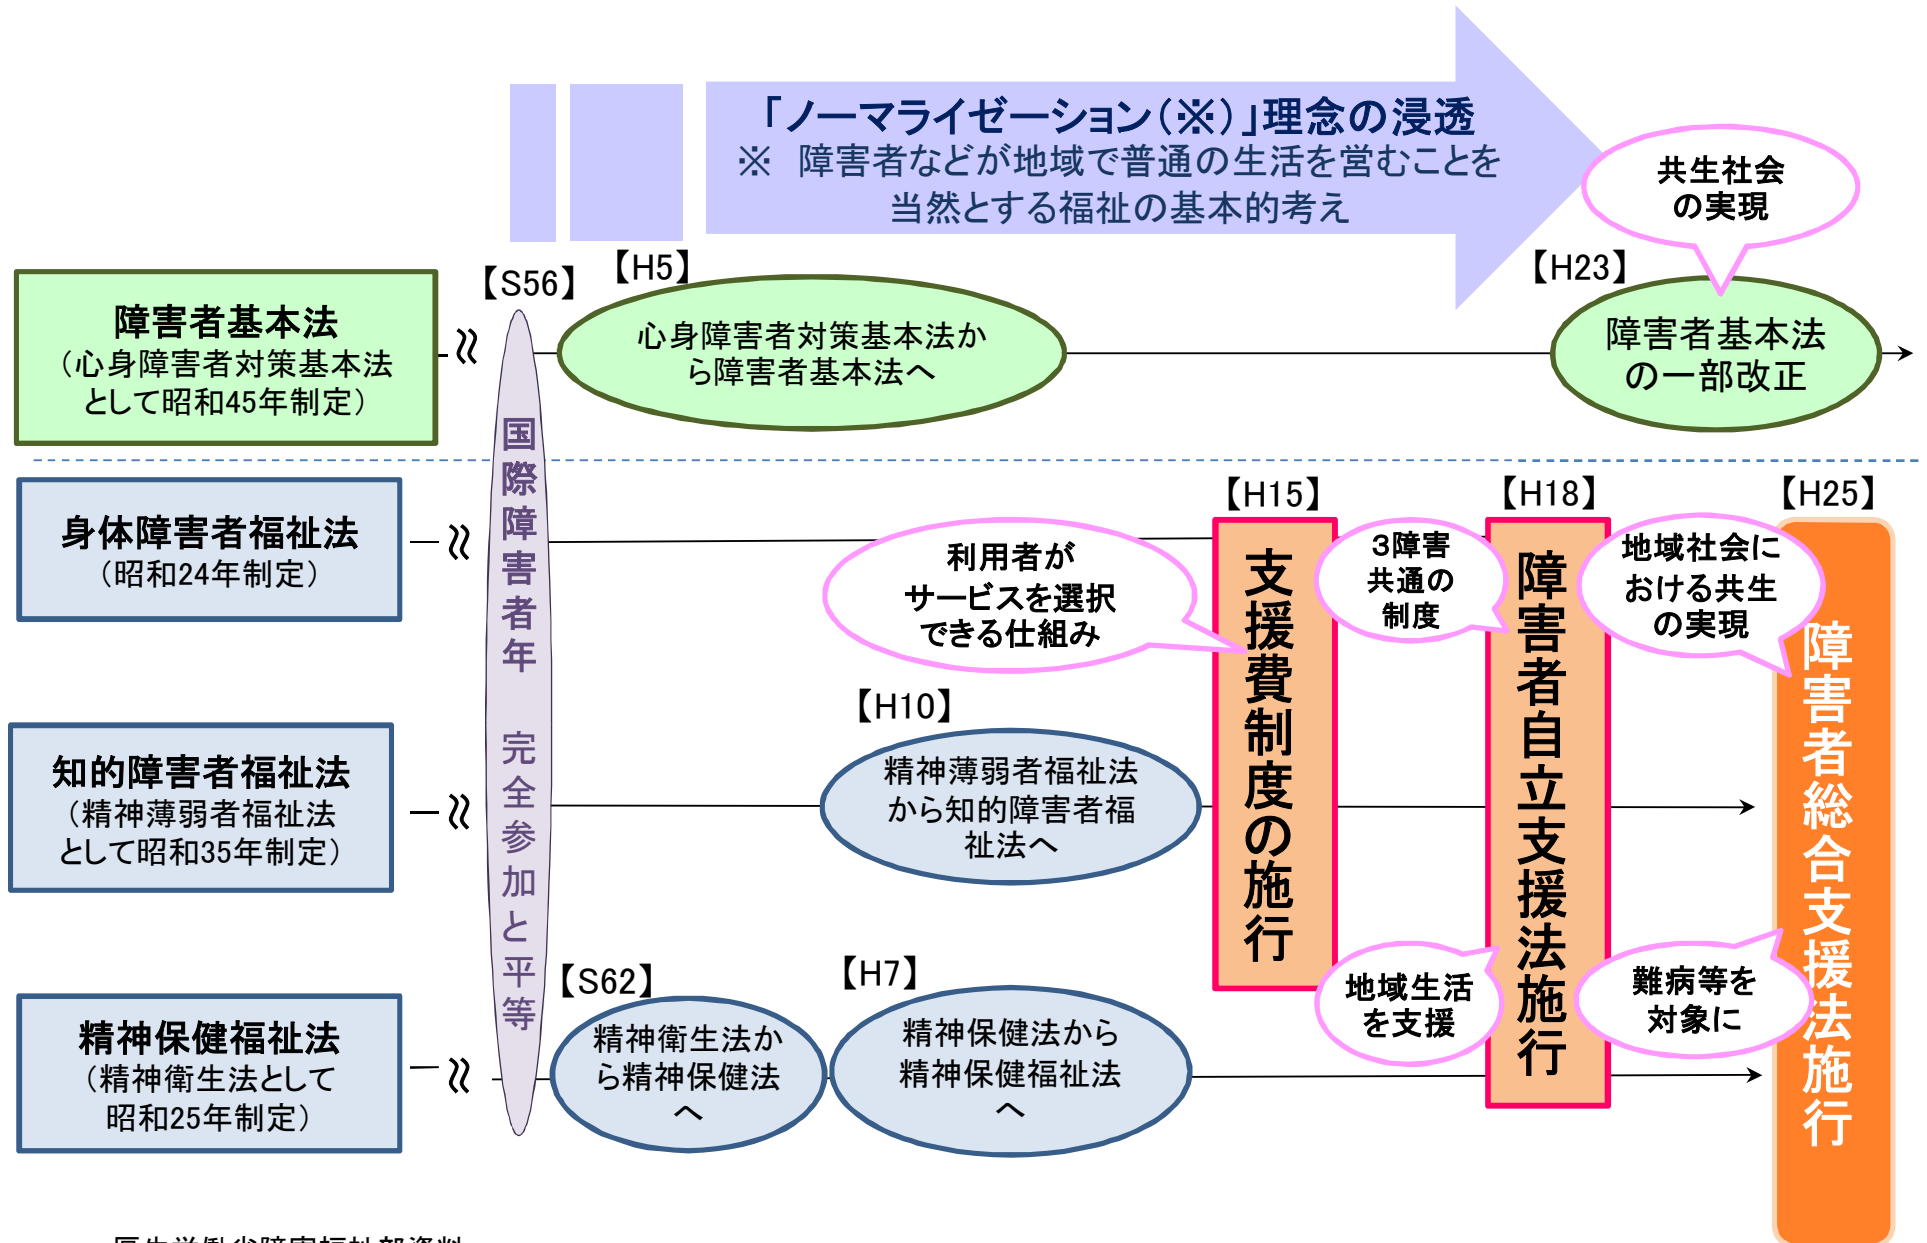 「ノーマライゼーション（※）」理念の浸透
※　障害者などが地域で普通の生活を営むことを
当然とする福祉の基本的考え
共生社会
の実現
【S56】
【H5】
【H23】
障害者基本法
（心身障害者対策基本法
として昭和45年制定）
心身障害者対策基本法か
ら障害者基本法へ
障害者基本法
の一部改正
国際障害者年　完全参加と平等
身体障害者福祉法
（昭和24年制定）
【H15】
【H18】
【H25】
利用者が
サービスを選択
できる仕組み
支援費制度の施行
3障害
共通の
制度
障害者自立支援法施行
地域社会に
おける共生
の実現
障害者総合支援法施行
知的障害者福祉法
（精神薄弱者福祉法
として昭和35年制定）
【H10】
精神薄弱者福祉法
から知的障害者福
祉法へ
地域生活
を支援
難病等を
対象に
精神保健福祉法
（精神衛生法として
昭和25年制定）
【S62】
精神衛生法か
ら精神保健法
へ
【H7】
精神保健法から
精神保健福祉法
へ
厚生労働省障害福祉部資料